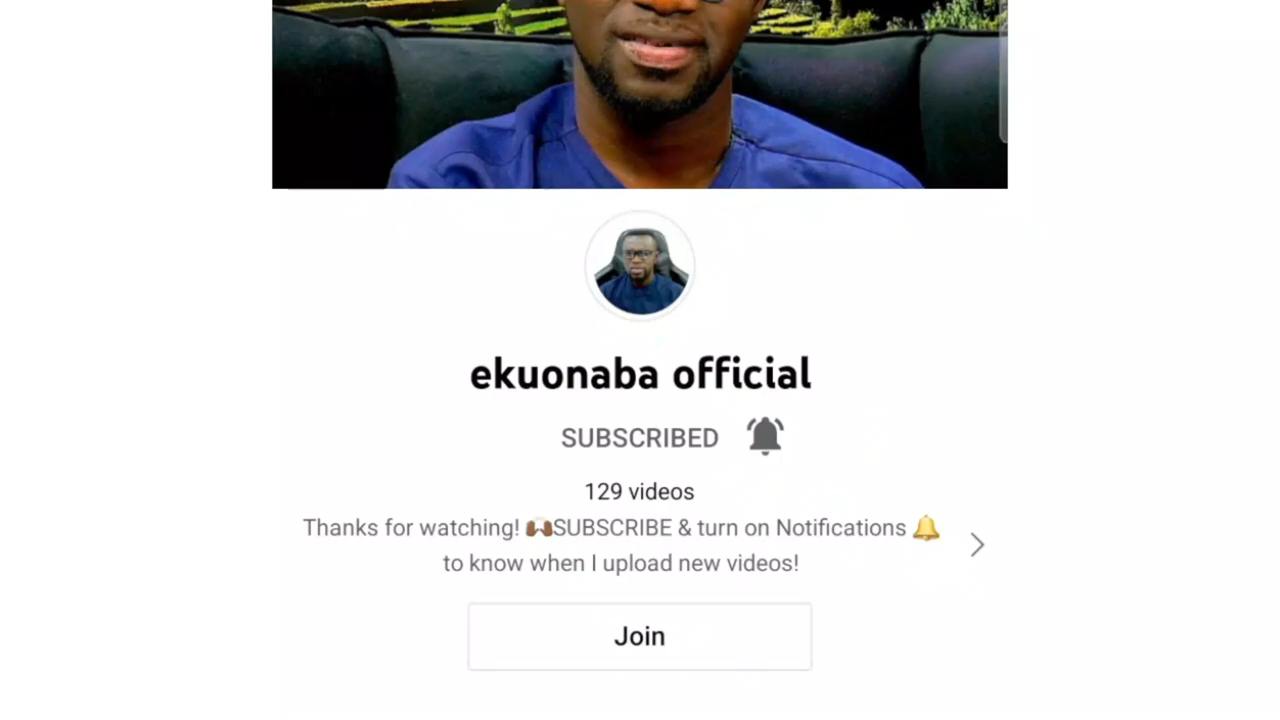 ekuonaba official
SUBSCRIBED
129 videos
Thanks for watching! 🙌🏾SUBSCRIBE & turn on Notifications 🔔
to know when I upload new videos!
Join